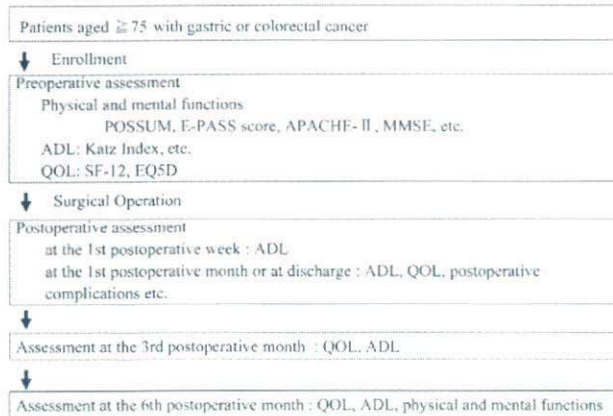 Patients aged ≧75 with gastric or colorectal cancer
Enrollment
Preoperative assessment
Physical and mental functions
POSSUM, E-PASS score, APACHE-Ⅱ, MMSE, etc.
ADL: Katz Index, etc.
QOL: SF-12, EQ5D
Surgical Operation
Postoperative assessment
at the 1st postoperative week : ADL
at the 1st postoperative month or at discharge : ADL, QOL, postoperative
complications etc.
Assessment at the 3rd postoperative month : QOL, ADL
Assessment at the 6th postoperative month : QOL, ADL, physical and mental functions